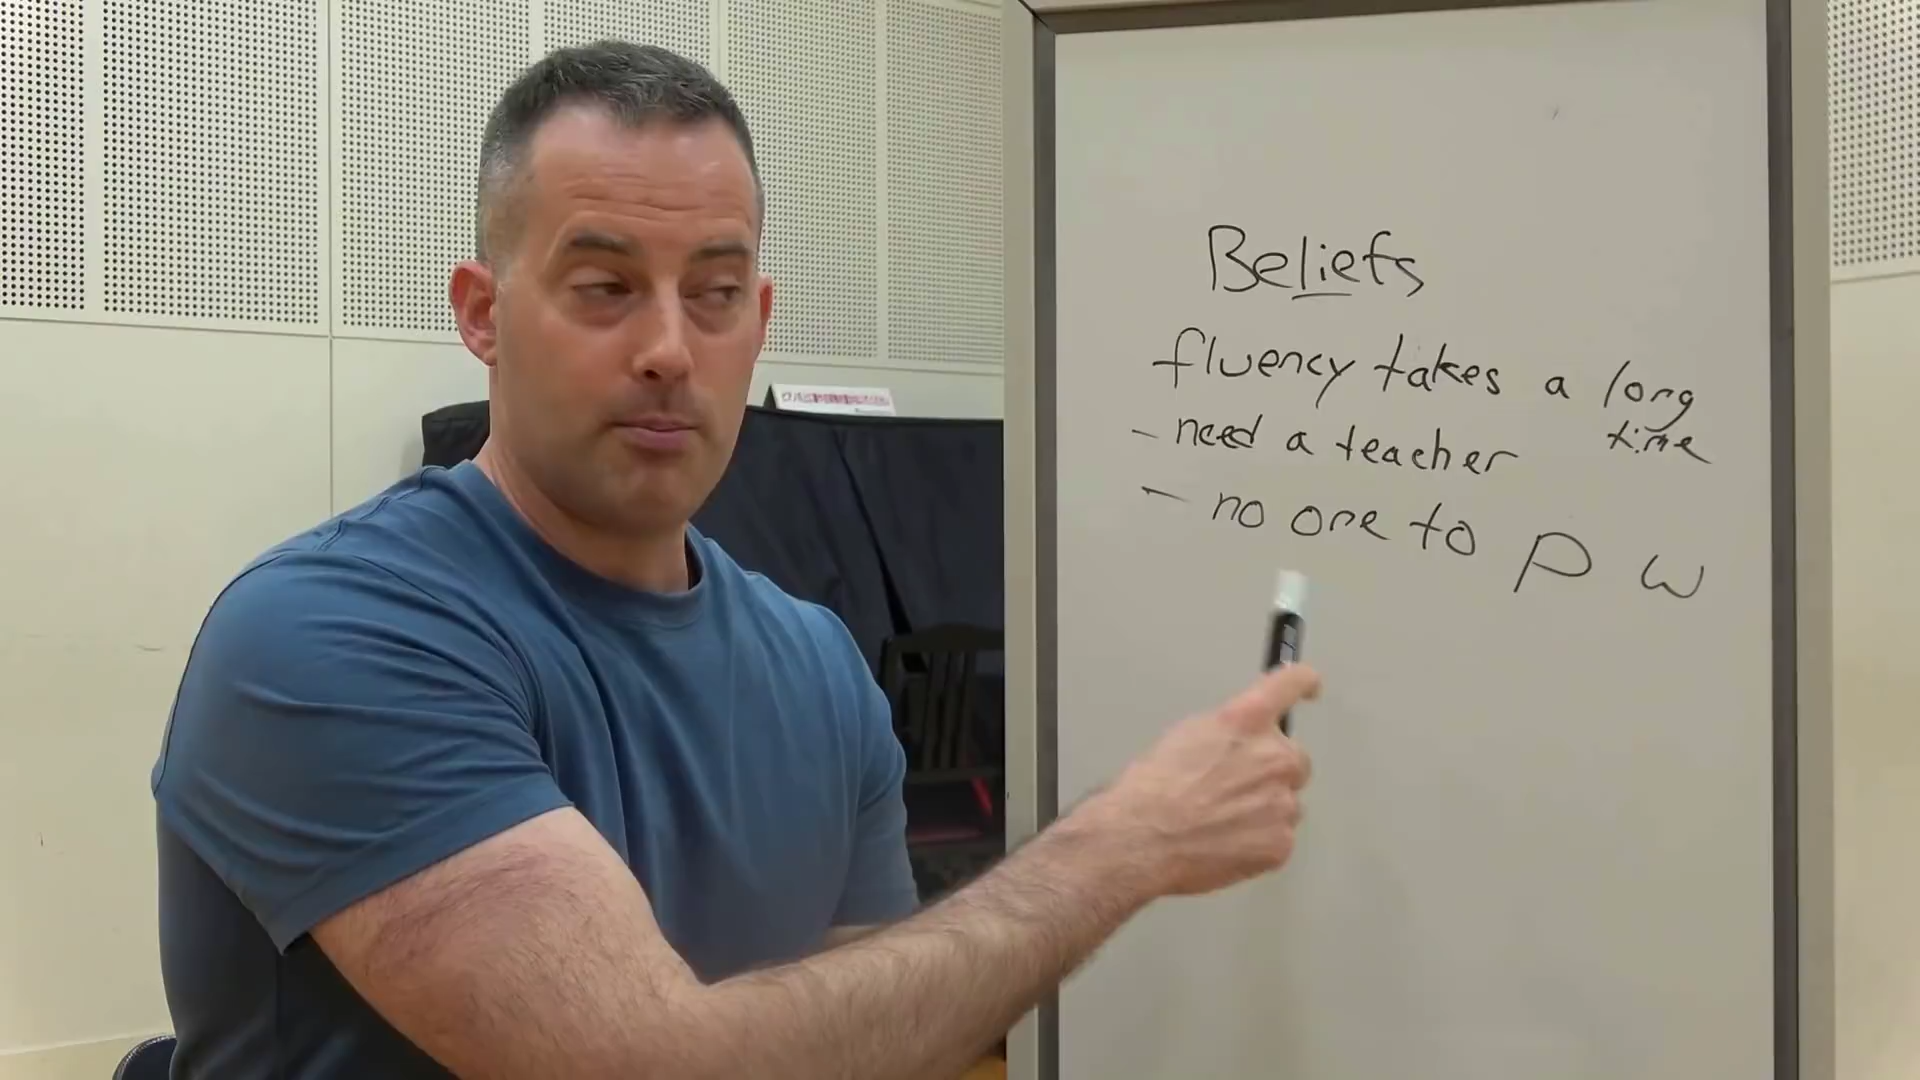 Beliefs
fluency takes a long
time
- need a teacher
- no one to p w